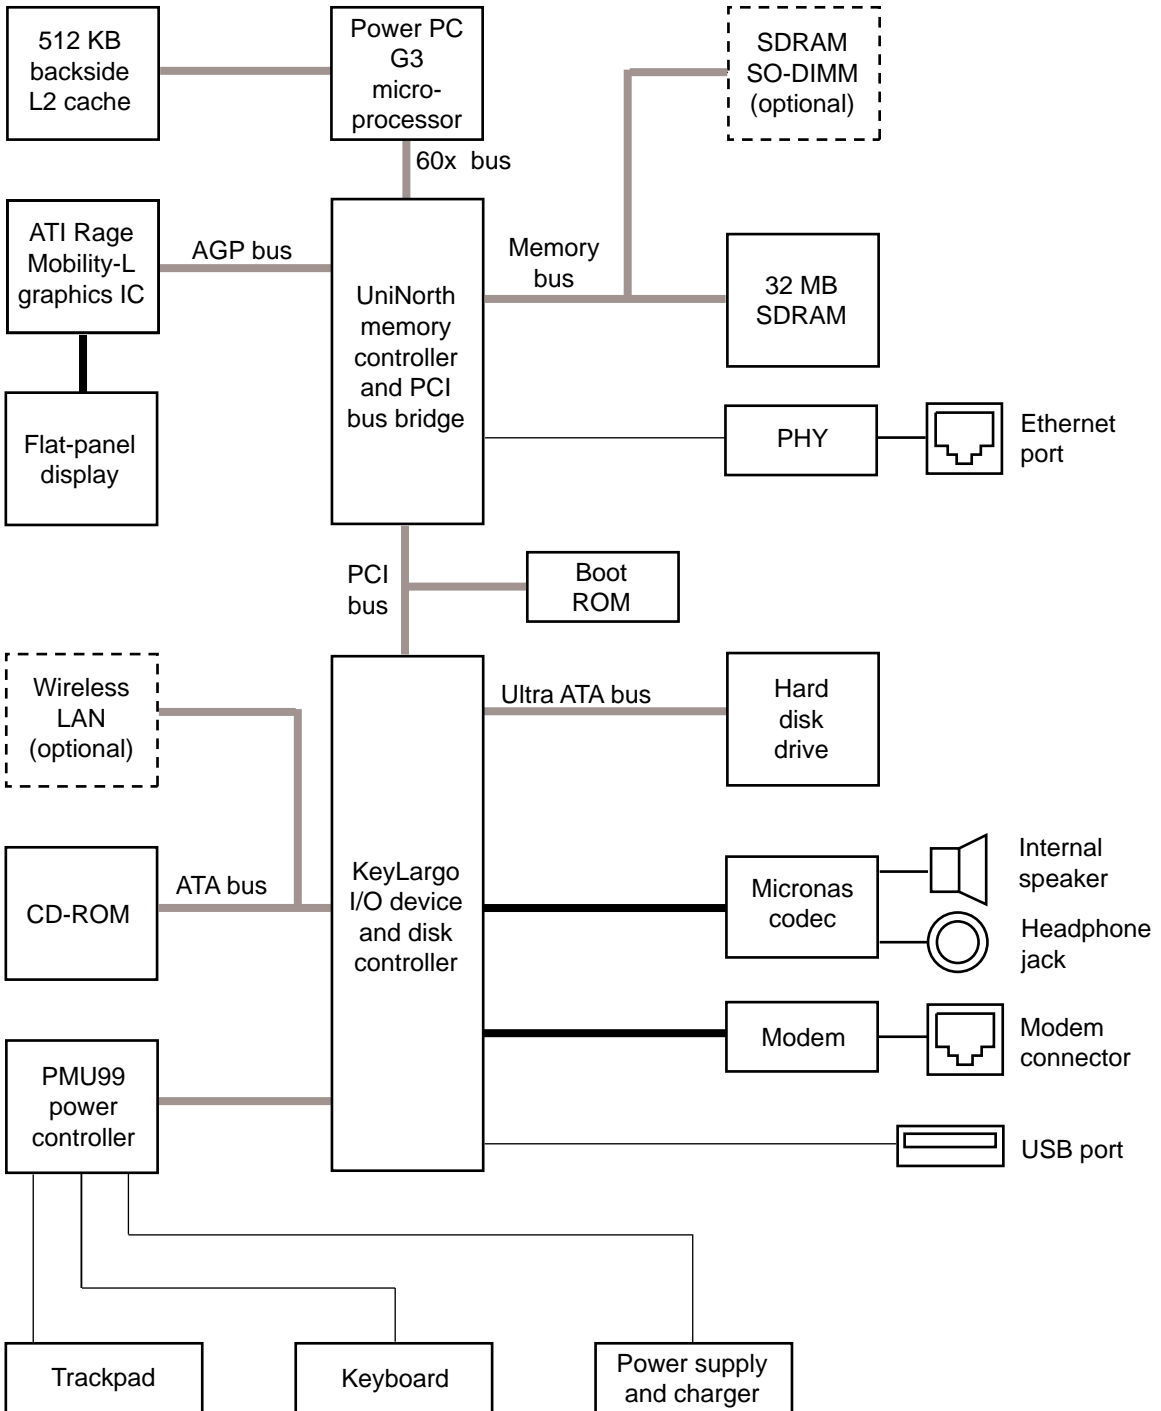 512 KB
backside
L2 cache
Power PC
G3
micro-
processor
SDRAM
SO-DIMM
(optional)
60x bus
ATI Rage
Mobility-L
graphics IC
AGP bus
UniNorth
memory
controller
and PCI
bus bridge
Memory
bus
32 MB
SDRAM
Flat-panel
display
PHY
Ethernet
port
PCI
bus
Boot
ROM
Wireless
LAN
(optional)
Ultra ATA bus
Hard
disk
drive
CD-ROM
ATA bus
KeyLargo
I/O device
and disk
controller
Micronas
codec
Internal
speaker
Headphone
jack
Modem
Modem
connector
PMU99
power
controller
USB port
Trackpad
Keyboard
Power supply
and charger